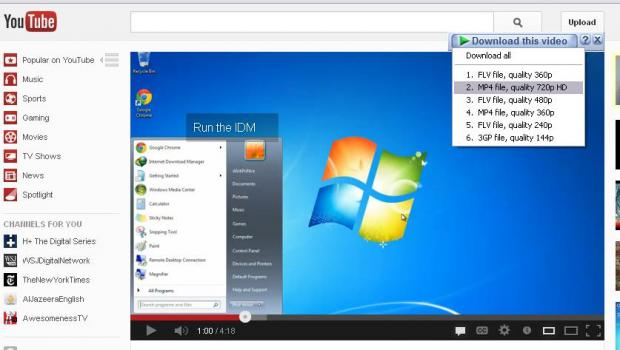 YouTube
Upload
Download this video
?
X
Download all
1. FLV file, quality 360p
2. MP4 file, quality 720p HD
3. FLV file, quality 480p
4. MP4 file, quality 360p
5. FLV file, quality 240p
6. 3GP file, quality 144p
Popular on YouTube
Music
Sports
Gaming
Movies
TV Shows
News
Spotlight
CHANNELS FOR YOU
H+ The Digital Series
WSJDigitalNetwork
TheNewYorkTimes
AlJazeeraEnglish
AwesomenessTV
Recycle Bin
Google
Chrome
Run the IDM
Google Chrome
Internet Download Manager
Getting Started
Windows Media Center
Calculator
Sticky Notes
Snipping Tool
Paint
Remote Desktop Connection
Magnifier
All Programs
Search programs and files
Documents
Pictures
Music
Games
Computer
Control Panel
Devices and Printers
Default Programs
Help and Support
1:00 / 4:18
CC